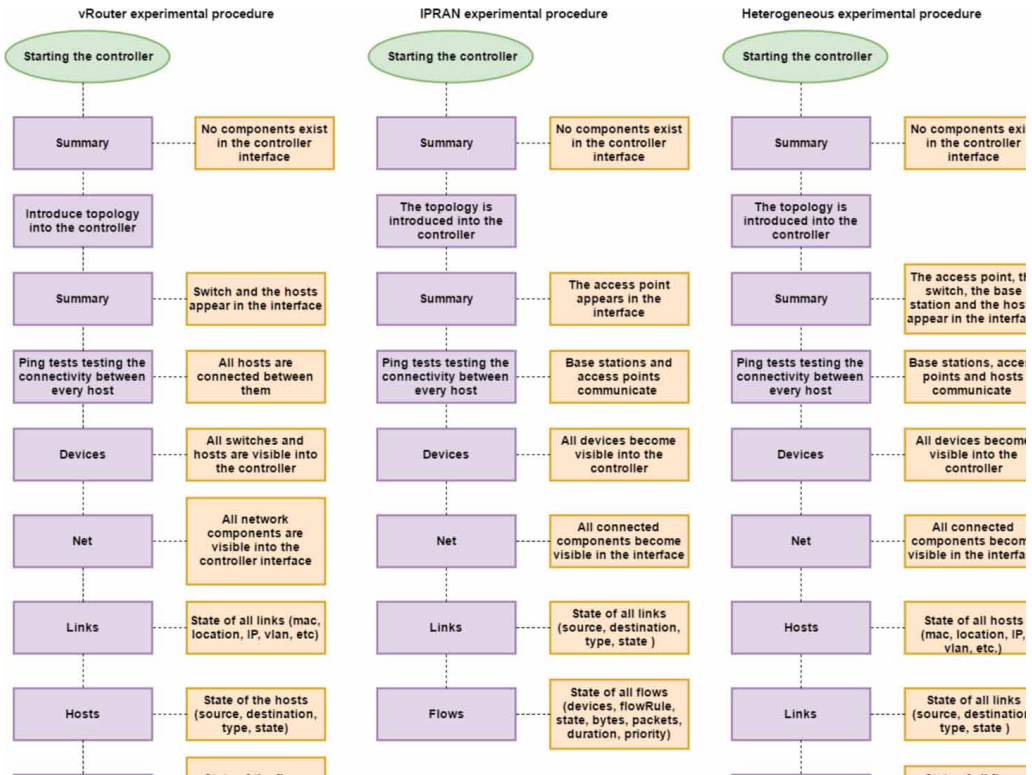 vRouter experimental procedure
Starting the controller
Summary
No components exist
in the controller
interface
Introduce topology
into the controller
Summary
Switch and the hosts
appear in the interface
Ping tests testing the
connectivity between
every host
All hosts are
connected between
them
Devices
All switches and
hosts are visible into
the controller
Net
All network
components are
visible into the
controller interface
Links
State of all links (mac,
location, IP, vlan, etc)
Hosts
State of the hosts
(source, destination,
type, state)
IPRAN experimental procedure
Starting the controller
Summary
No components exist
in the controller
interface
The topology is
introduced into the
controller
Summary
The access point
appears in the
interface
Ping tests testing the
connectivity between
every host
Base stations and
access points
communicate
Devices
All devices become
visible into the
controller
Net
All connected
components become
visible in the interface
Links
State of all links
(source, destination,
type, state )
Flows
State of all flows
(devices, flowRule,
state, bytes, packets,
duration, priority)
Heterogeneous experimental procedure
Starting the controller
Summary
No components
in the controller
interface
The topology is
introduced into the
controller
Summary
The access point,
switch, the base
station and the
appear in the
Ping tests testing the
connectivity between
every host
Base stations,
points and hosts
communicate
Devices
All devices
visible into the
controller
Net
All connected
components
visible in the
Hosts
State of all hosts
(mac, location, IP,
vlan, etc.)
Links
State of all links
(source,
type, state )